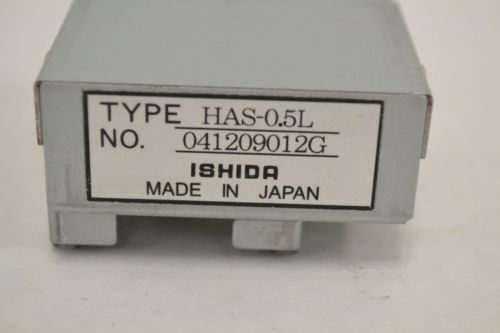 TYPE HAS-0.5L
NO. 041209012G
ISHIDA
MADE IN JAPAN